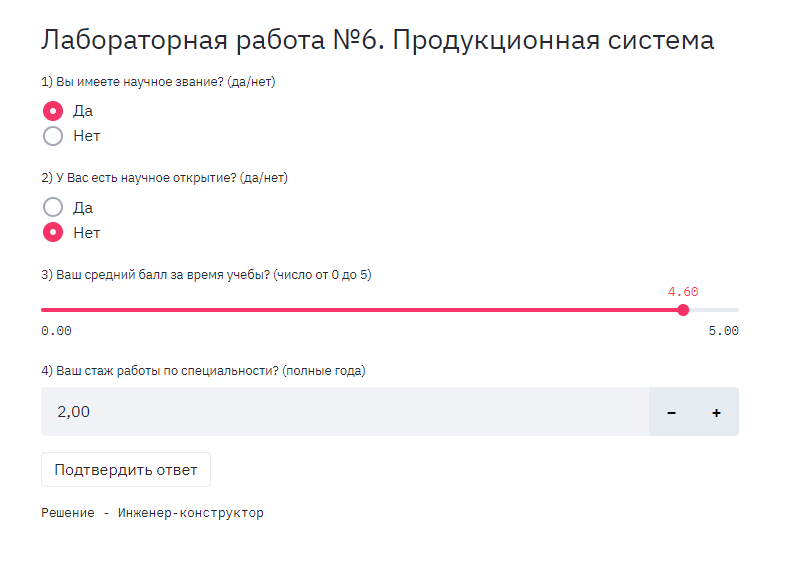 Лабораторная работа №6. Продукционная система
1) Вы имеете научное звание? (да/нет)
Да
Нет
2) У Вас есть научное открытие? (да/нет)
Да
Нет
3) Ваш средний балл за время учебы? (число от 0 до 5)
4.60
0.00 5.00
4) Ваш стаж работы по специальности? (полные года)
2,00 − +
Подтвердить ответ
Решение - Инженер-конструктор